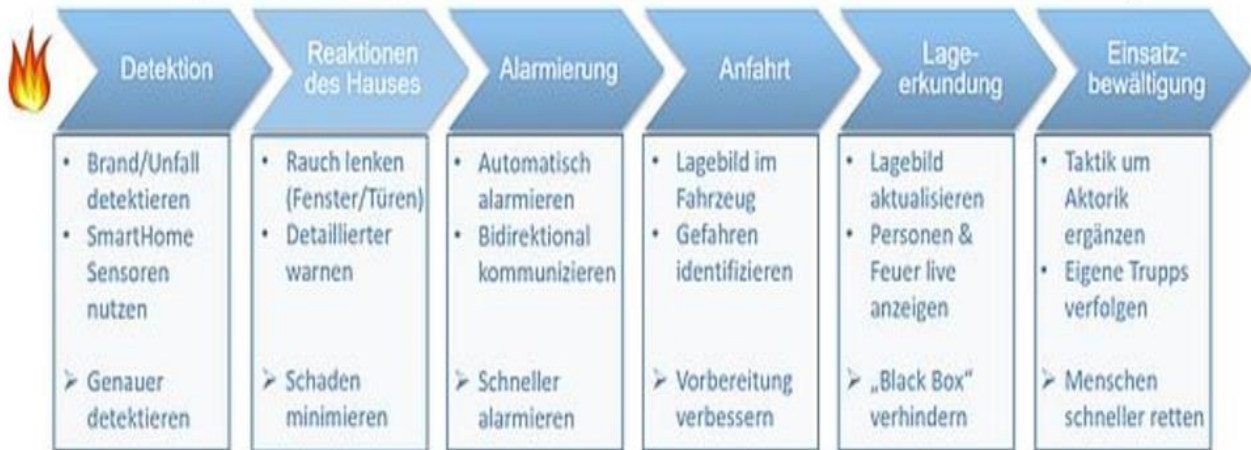 Detektion
Reaktionen
des Hauses
Alarmierung
Anfahrt
Lage-
erkundung
Einsatz-
bewältigung
• Brand/Unfall
detektieren
• SmartHome
Sensoren
nutzen
➢ Genauer
detektieren
• Rauch lenken
(Fenster/Türen)
• Detaillierter
warnen
➢ Schaden
minimieren
• Automatisch
alarmieren
• Bidirektional
kommunizieren
➢ Schneller
alarmieren
• Lagebild im
Fahrzeug
• Gefahren
identifizieren
➢ Vorbereitung
verbessern
• Lagebild
aktualisieren
• Personen &
Feuer live
anzeigen
➢ „Black Box“
verhindern
• Taktik um
Aktorik
ergänzen
• Eigene Trupps
verfolgen
➢ Menschen
schneller retten